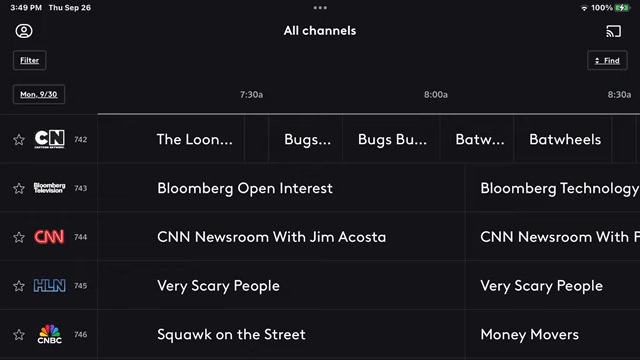 3:49 PM Thu Sep 26
100%
All channels
Filter
Find
Mon, 9/30
7:30a 8:00a 8:30a
CN CARTOON NETWORK 742 The Loon... Bugs... Bugs Bu... Batw... Batwheels
Bloomberg Television 743 Bloomberg Open Interest Bloomberg Technology
CNN 744 CNN Newsroom With Jim Acosta CNN Newsroom With F
HLN 745 Very Scary People Very Scary People
CNBC 746 Squawk on the Street Money Movers